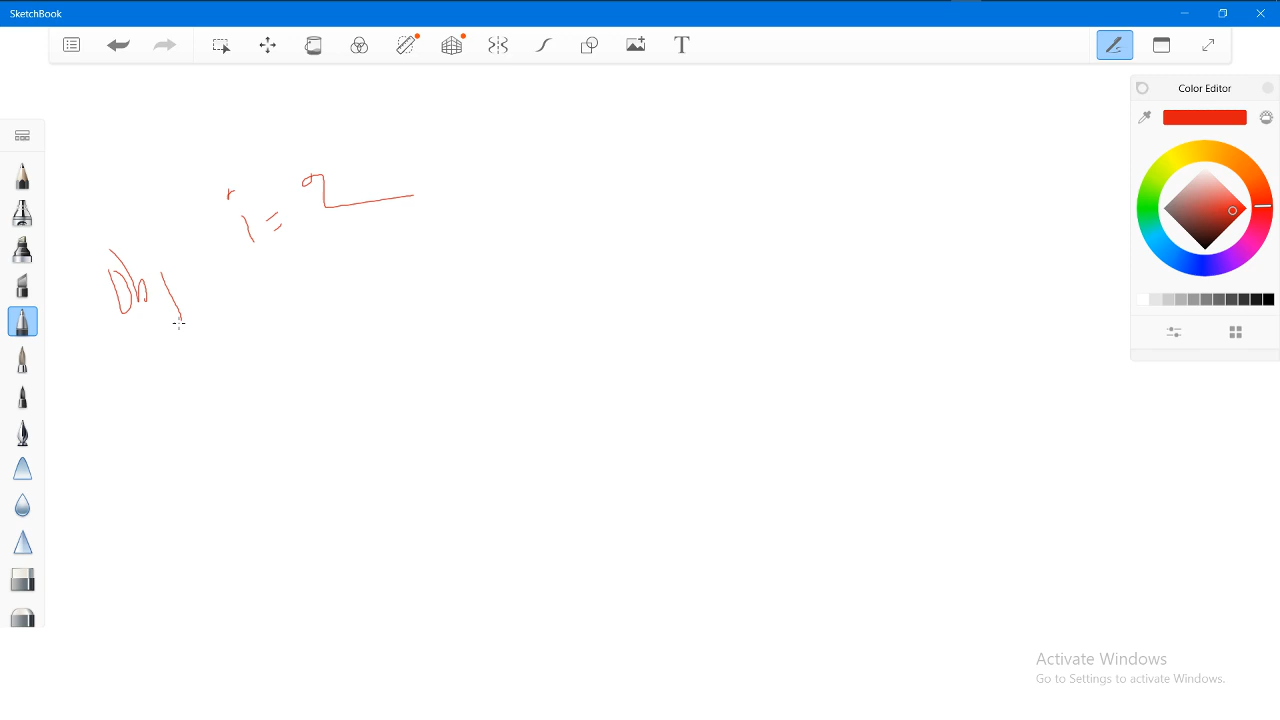 SketchBook
T
Color Editor
i =
Activate Windows
Go to Settings to activate Windows.